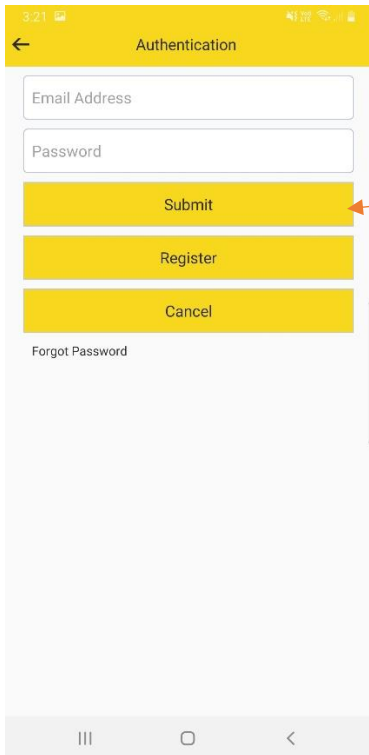 3:21
Authentication
Email Address
Password
Submit
Register
Cancel
Forgot Password